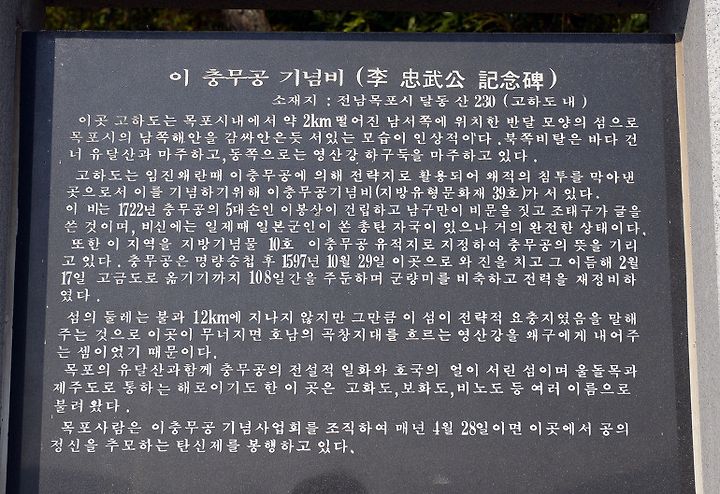 이 충무공 기념비 (李 忠武公 記念碑)
소재지 : 전남목포시 달동 산 230 (고하도 내)
이곳 고하도는 목포시내에서 약 2km 떨어진 남서쪽에 위치한 반달 모양의 섬으로
목포시의 남쪽해안을 감싸안은듯 서있는 모습이 인상적이다. 북쪽비탈은 바다 건
너 유달산과 마주하고, 동쪽으로는 영산강 하구둑을 마주하고 있다.
고하도는 임진왜란때 이충무공에 의해 전략지로 활용되어 왜적의 침투를 막아낸
곳으로서 이를 기념하기위해 이충무공기념비(지방유형문화재 39호)가 서 있다.
이 비는 1722년 충무공의 5대손인 이봉상이 건립하고 남구만이 비문을 짓고 조태구가 글을
쓴 것이며, 비신에는 일제때 일본군인이 쏜 총탄 자국이 있으나 거의 완전한 상태이다.
또한 이 지역을 지방기념물 10호 이충무공 유적지로 지정하여 충무공의 뜻을 기리
고 있다. 충무공은 명량승첩 후 1597년 10월 29일 이곳으로 와 진을 치고 그 이듬해 2월
17일 고금도로 옮기기까지 108일간을 주둔하며 군량미를 비축하고 전력을 재정비하
였다.
섬의 둘레는 불과 12km에 지나지 않지만 그만큼 이 섬이 전략적 요충지였음을 말해
주는 것으로 이곳이 무너지면 호남의 곡창지대를 흐르는 영산강을 왜구에게 내어주
는 셈이었기 때문이다.
목포의 유달산과함께 충무공의 전설적 일화와 호국의 얼이 서린 섬이며 울돌목과
제주도로 통하는 해로이기도 한 이 곳은 고화도, 보화도, 비노도 등 여러 이름으로
불려 왔다.
목포사람은 이충무공 기념사업회를 조직하여 매년 4월 28일이면 이곳에서 공의
정신을 추모하는 탄신제를 봉행하고 있다.